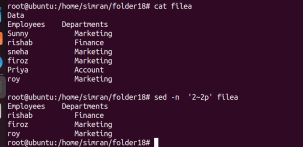 root@ubuntu:/home/simran/folder18# cat filea
Data
Employees    Departments
Sunny           Marketing
rishab          Finance
sneha           Marketing
firoz           Marketing
Priya           Account
roy             Marketing

root@ubuntu:/home/simran/folder18# sed -n  '2~2p' filea
Employees    Departments
rishab          Finance
firoz           Marketing
roy             Marketing
root@ubuntu:/home/simran/folder18#